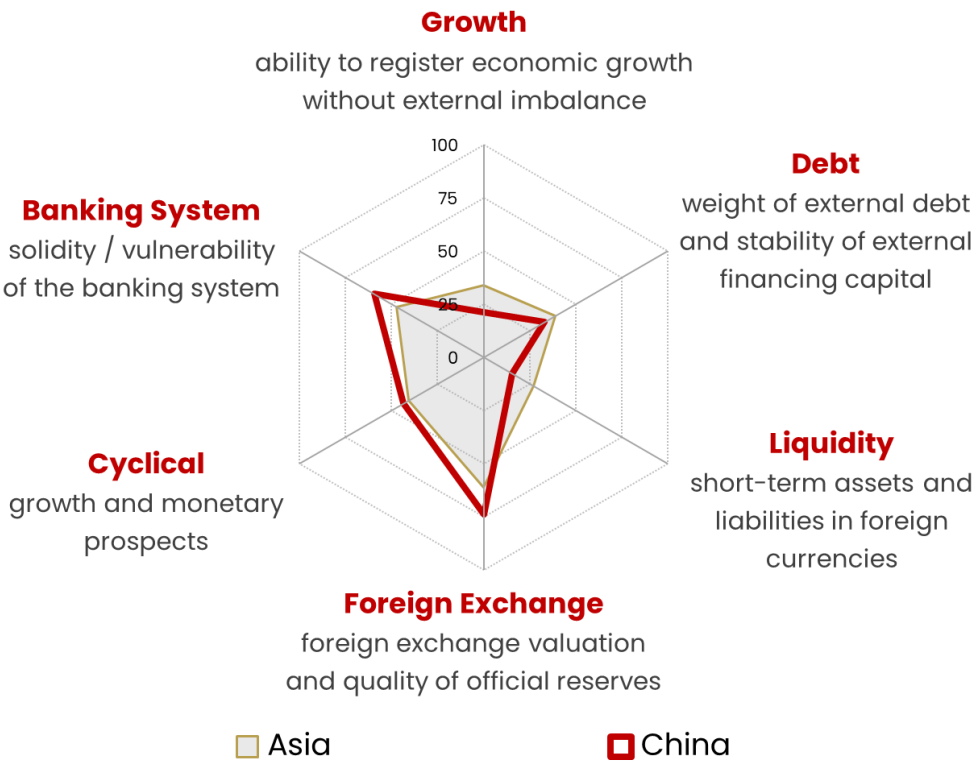 Growth
ability to register economic growth
without external imbalance
100
75
50
25
0
Debt
weight of external debt
and stability of external
financing capital
Banking System
solidity / vulnerability
of the banking system
Liquidity
short-term assets and
liabilities in foreign
currencies
Cyclical
growth and monetary
prospects
Foreign Exchange
foreign exchange valuation
and quality of official reserves
Asia
China